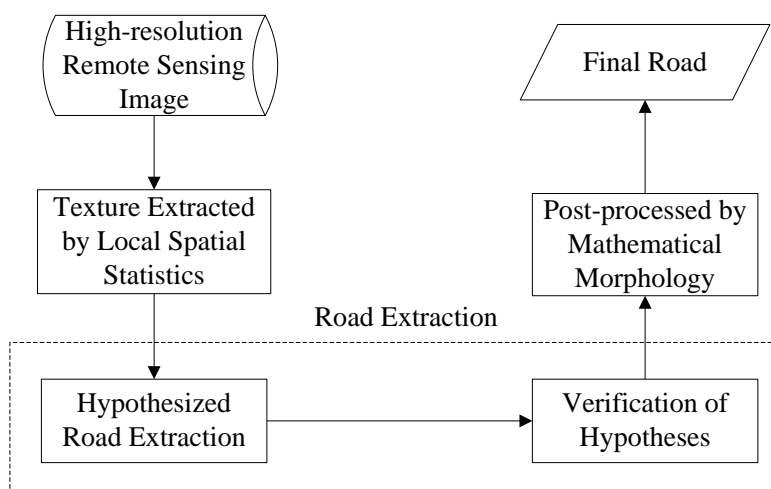 High-resolution
Remote Sensing
Image
Final Road
Texture Extracted
by Local Spatial
Statistics
Post-processed by
Mathematical
Morphology
Road Extraction
Hypothesized
Road Extraction
Verification of
Hypotheses